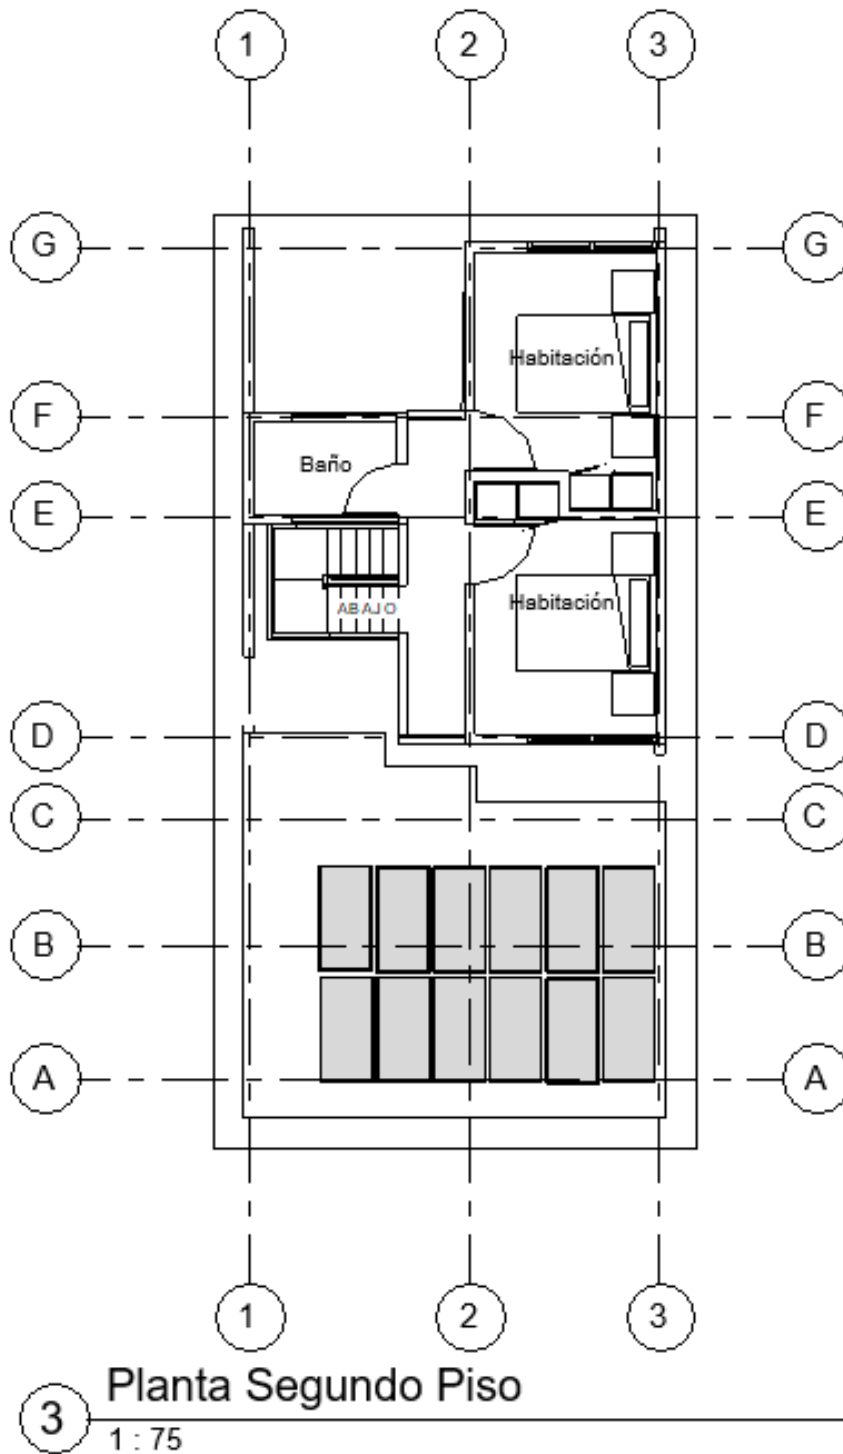 1 2 3
G G
Habitación
F F
Baño
E E
Habitación
ABAJO
D D
C C
B B
A A
1 2 3
3 Planta Segundo Piso
1 : 75